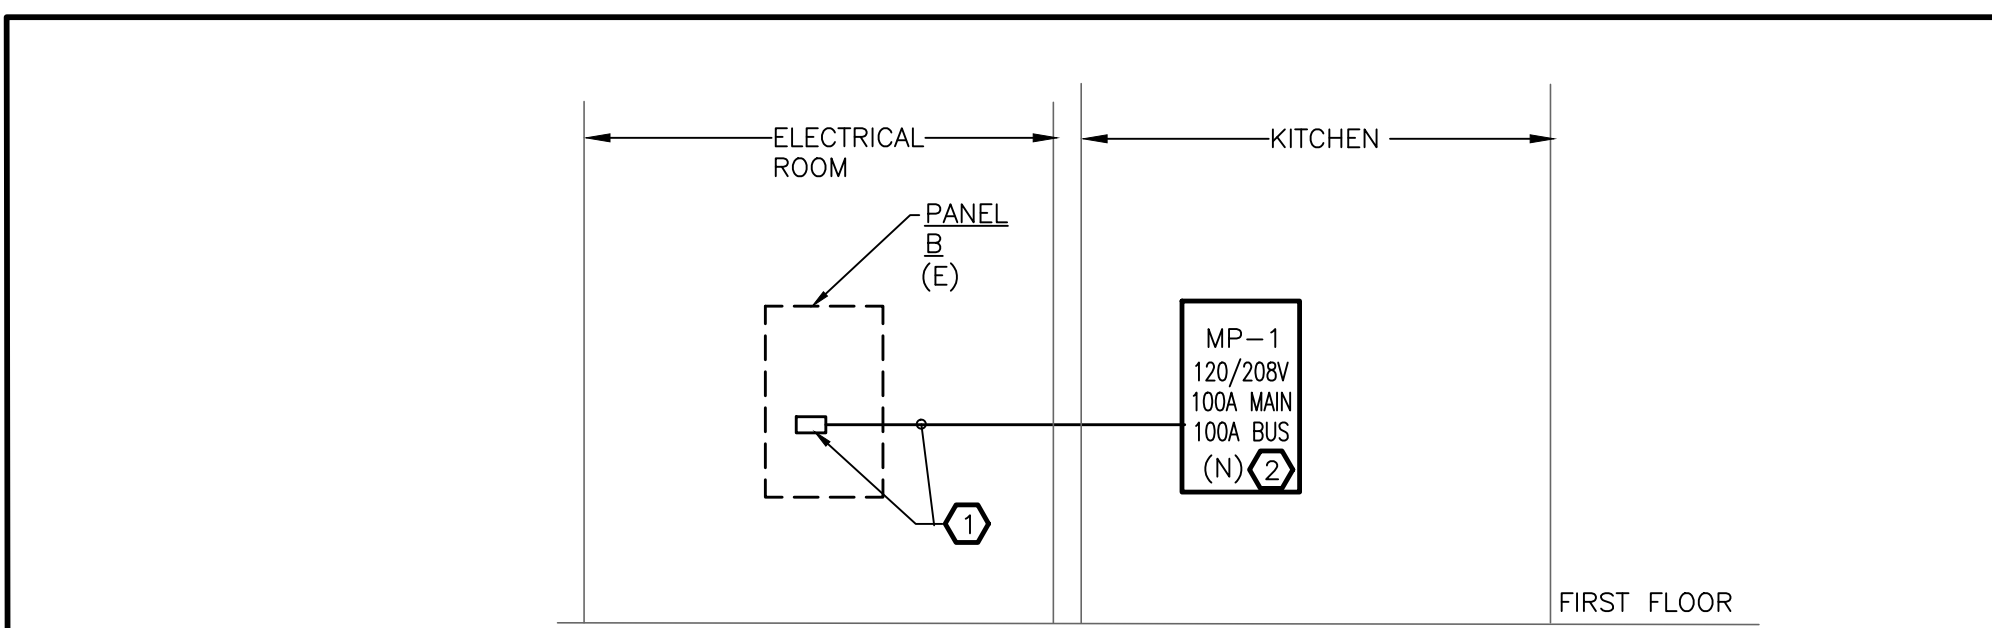 ELECTRICAL
ROOM
KITCHEN
PANEL
B
(E)
MP-1
120/208V
100A MAIN
100A BUS
(N) 2
1
FIRST FLOOR